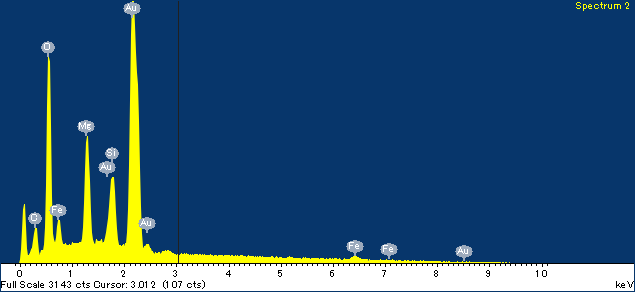 Spectrum 2
Au
O
Mg
Si
Au
C
Fe
Au
Fe
Fe
Au
0 1 2 3 4 5 6 7 8 9 10
Full Scale 3143 cts Cursor: 3.012 (107 cts) keV